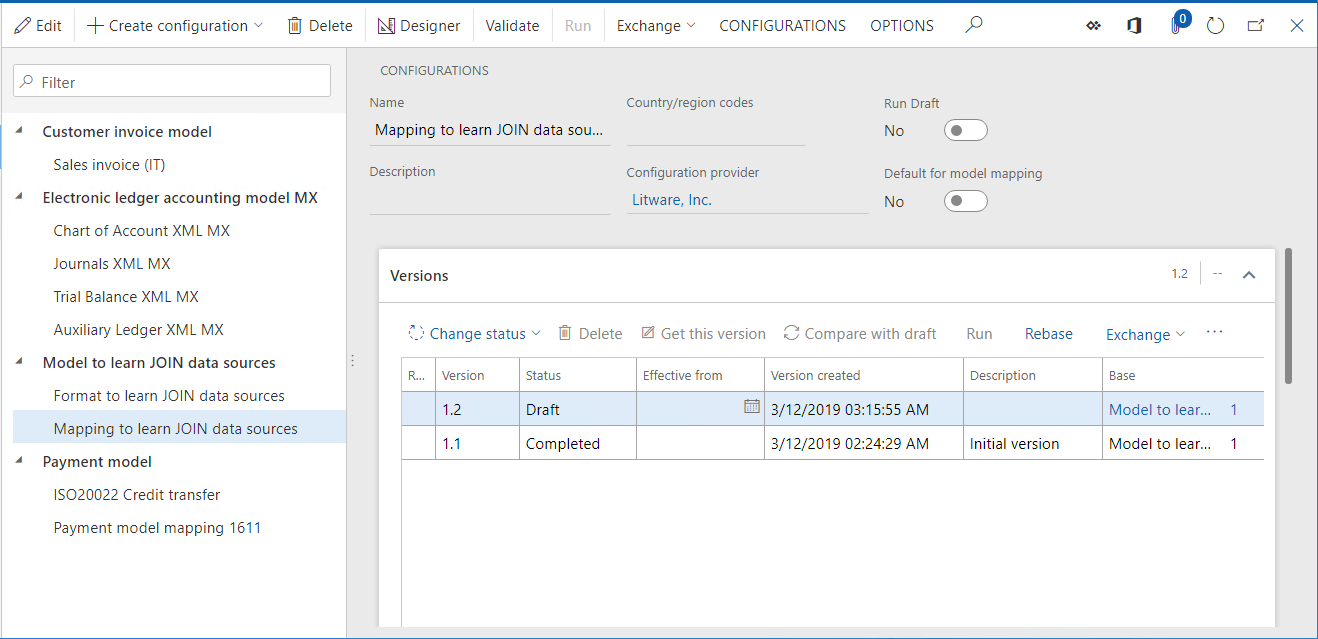 Edit Create configuration Delete Designer Validate Run Exchange CONFIGURATIONS OPTIONS 0
Filter
Customer invoice model
Sales invoice (IT)
Electronic ledger accounting model MX
Chart of Account XML MX
Journals XML MX
Trial Balance XML MX
Auxiliary Ledger XML MX
Model to learn JOIN data sources
Format to learn JOIN data sources
Mapping to learn JOIN data sources
Payment model
ISO20022 Credit transfer
Payment model mapping 1611
CONFIGURATIONS
Name Country/region codes Run Draft
Mapping to learn JOIN data sou... No
Description Configuration provider Default for model mapping
Litware, Inc. No
Versions 1.2 --
Change status Delete Get this version Compare with draft Run Rebase Exchange ...
R... Version Status Effective from Version created Description Base
1.2 Draft 3/12/2019 03:15:55 AM Model to lear... 1
1.1 Completed 3/12/2019 02:24:29 AM Initial version Model to lear... 1